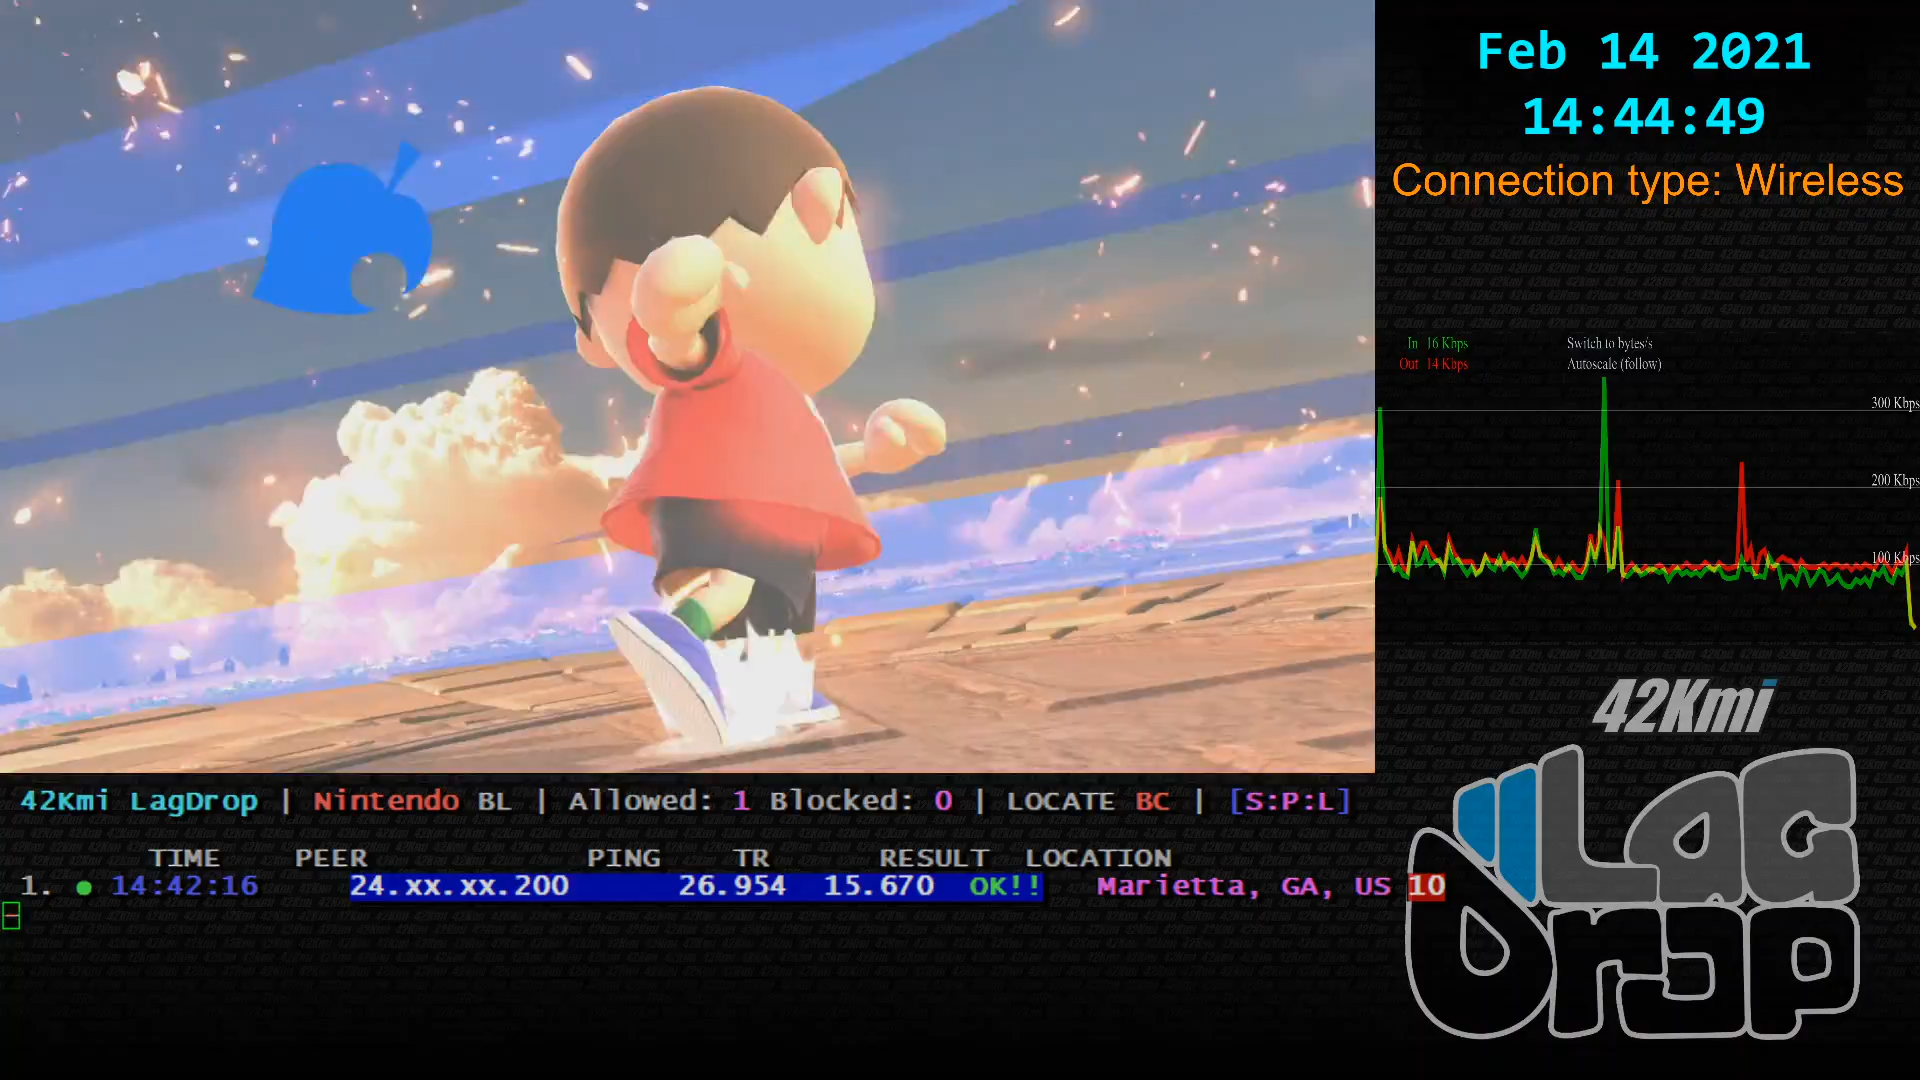 Feb 14 2021
14:44:49
Connection type: Wireless
In 16 Kbps
Out 14 Kbps
Switch to bytes/s
Autoscale (follow)
300 Kbps
200 Kbps
100 Kbps
42Kmi
LagDrop
42Kmi LagDrop | Nintendo BL | Allowed: 1 Blocked: 0 | LOCATE BC | [S:P:L]
TIME PEER PING TR RESULT LOCATION
1. 14:42:16 24.xx.xx.200 26.954 15.670 OK!! Marietta, GA, US 10